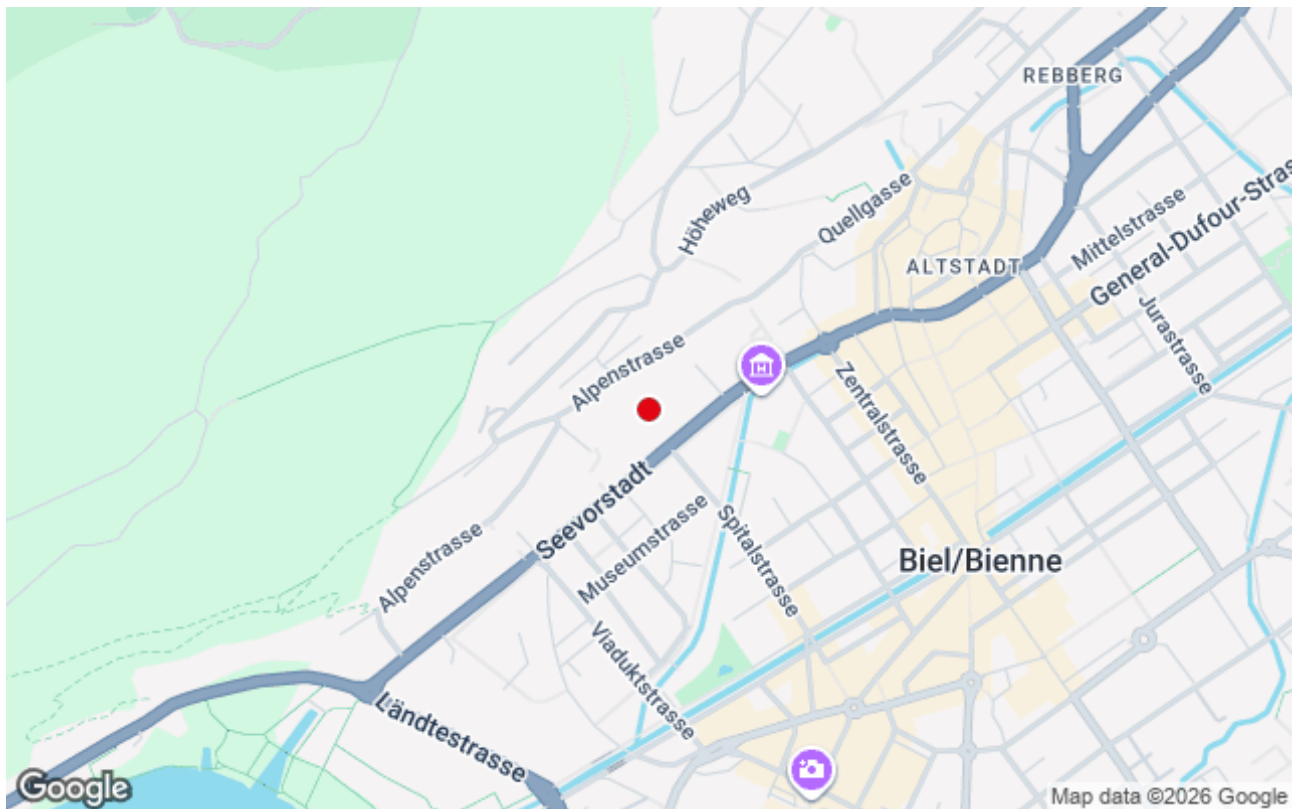 REBBERG
Höheweg
Quellgasse
Mittelstrasse
General-Dufour-Stras
ALTSTADT
Jurastrasse
Alpenstrasse
Zentralstrasse
Seevorstadt
Spitalstrasse
Museumstrasse
Biel/Bienne
Alpenstrasse
Viaduktstrasse
Ländtestrasse
H
Google
Map data ©2026 Google